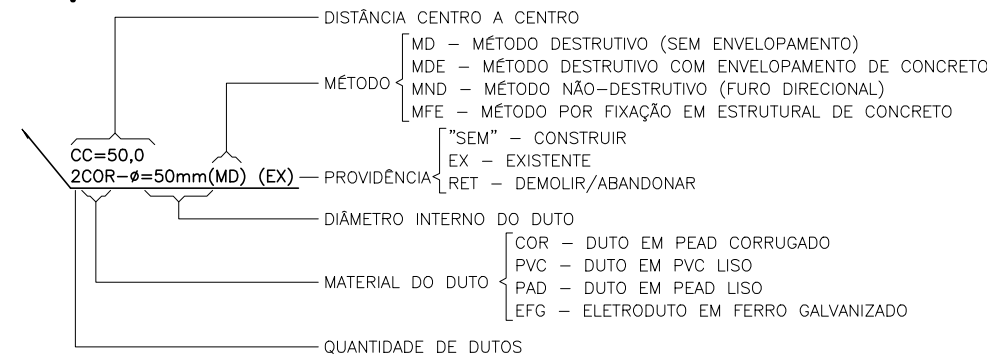 DISTÂNCIA CENTRO A CENTRO
MD – MÉTODO DESTRUTIVO (SEM ENVELOPAMENTO)
MDE – MÉTODO DESTRUTIVO COM ENVELOPAMENTO DE CONCRETO
MÉTODO
MND – MÉTODO NÃO-DESTRUTIVO (FURO DIRECIONAL)
MFE – MÉTODO POR FIXAÇÃO EM ESTRUTURAL DE CONCRETO
CC=50,0
2COR-ø=50mm(MD) (EX)
PROVIDÊNCIA
"SEM" – CONSTRUIR
EX – EXISTENTE
RET – DEMOLIR/ABANDONAR
DIÂMETRO INTERNO DO DUTO
MATERIAL DO DUTO
COR – DUTO EM PEAD CORRUGADO
PVC – DUTO EM PVC LISO
PAD – DUTO EM PEAD LISO
EFG – ELETRODUTO EM FERRO GALVANIZADO
QUANTIDADE DE DUTOS